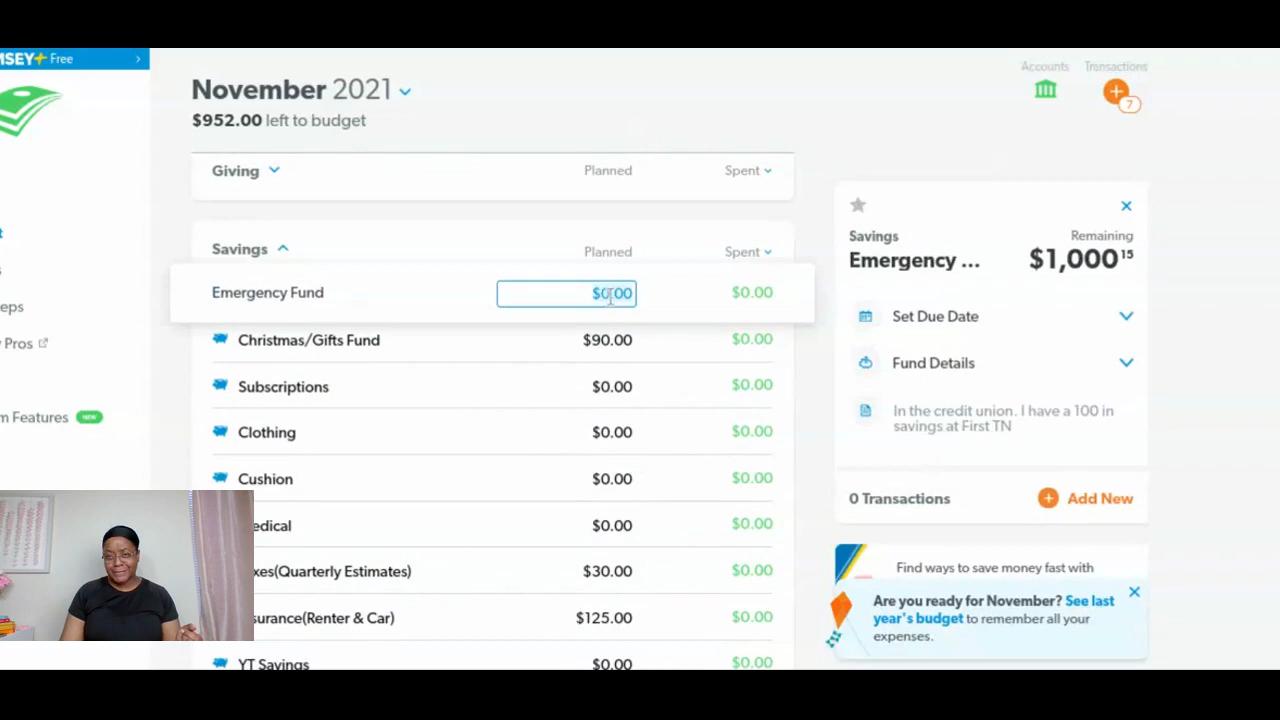 MSEY+ Free
November 2021
$952.00 left to budget
Accounts
Transactions
7
Giving
Planned
Spent
Savings
Planned
Spent
Emergency Fund
$0.00
$0.00
Christmas/Gifts Fund
$90.00
$0.00
Subscriptions
$0.00
$0.00
Clothing
$0.00
$0.00
Cushion
$0.00
$0.00
edical
$0.00
$0.00
xes(Quarterly Estimates)
$30.00
$0.00
surance(Renter & Car)
$125.00
$0.00
YT Savings
$0.00
$0.00
t
s
eps
Pros
m Features
NEW
Savings
Remaining
Emergency ...
$1,000 15
Set Due Date
Fund Details
In the credit union. I have a 100 in
savings at First TN
0 Transactions
Add New
Find ways to save money fast with
Are you ready for November? See last
year's budget to remember all your
expenses.